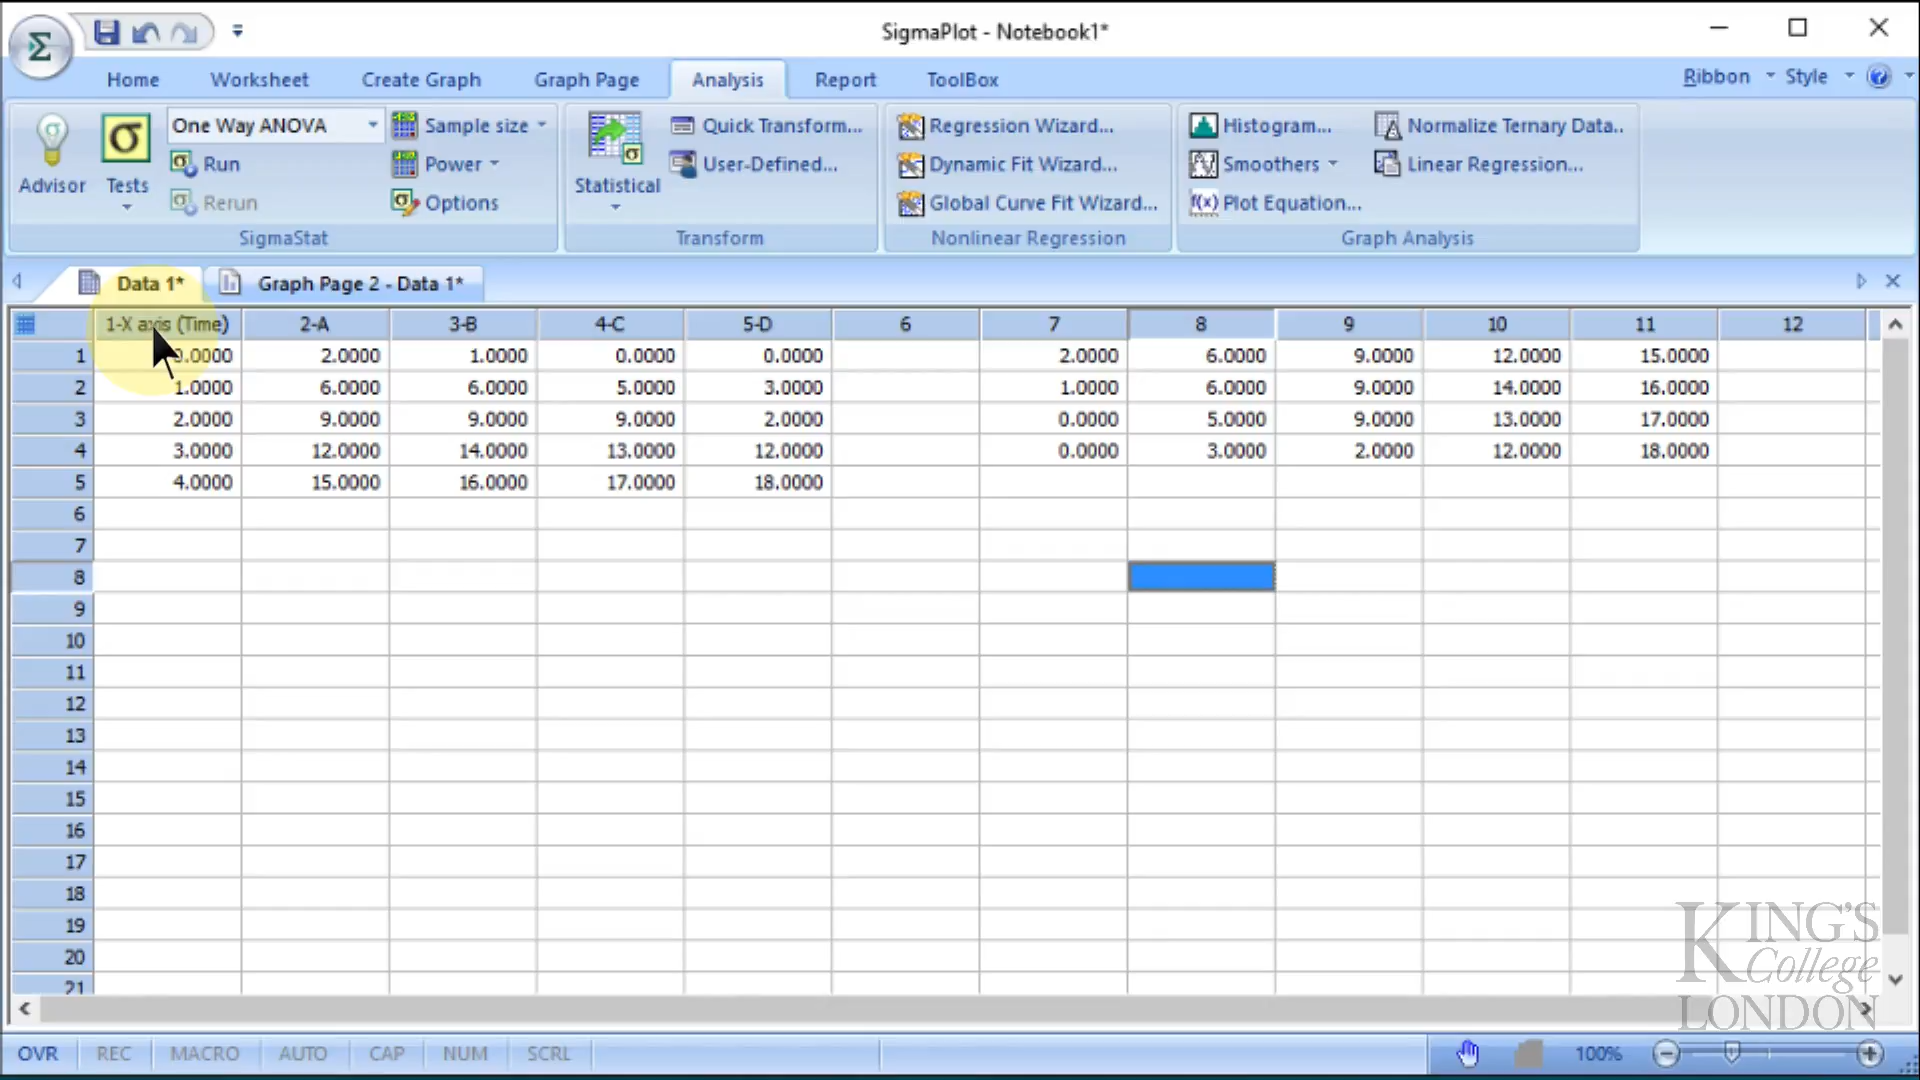 SigmaPlot - Notebook1*
Home Worksheet Create Graph Graph Page Analysis Report ToolBox Ribbon Style
Advisor
Tests
One Way ANOVA
Run
Rerun
Sample size
Power
Options
SigmaStat
Statistical
Quick Transform...
User-Defined...
Transform
Regression Wizard...
Dynamic Fit Wizard...
Global Curve Fit Wizard...
Nonlinear Regression
Histogram...
Smoothers
f(x) Plot Equation...
Normalize Ternary Data..
Linear Regression...
Graph Analysis
Data 1* Graph Page 2 - Data 1*
1-X axis (Time) 2-A 3-B 4-C 5-D 6 7 8 9 10 11 12
1 0.0000 2.0000 1.0000 0.0000 0.0000 2.0000 6.0000 9.0000 12.0000 15.0000
2 1.0000 6.0000 6.0000 5.0000 3.0000 1.0000 6.0000 9.0000 14.0000 16.0000
3 2.0000 9.0000 9.0000 9.0000 2.0000 0.0000 5.0000 9.0000 13.0000 17.0000
4 3.0000 12.0000 14.0000 13.0000 12.0000 0.0000 3.0000 2.0000 12.0000 18.0000
5 4.0000 15.0000 16.0000 17.0000 18.0000
6
7
8
9
10
11
12
13
14
15
16
17
18
19
20
21
KING'S
College
LONDON
OVR REC MACRO AUTO CAP NUM SCRL 100%